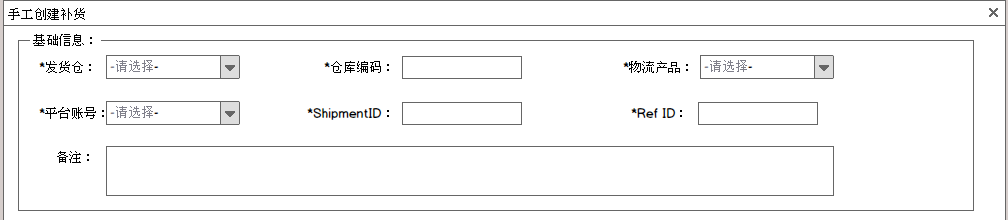 手工创建补货
基础信息：
*发货仓： -请选择- *仓库编码： *物流产品： -请选择-
*平台账号： -请选择- *ShipmentID： *Ref ID：
备注：